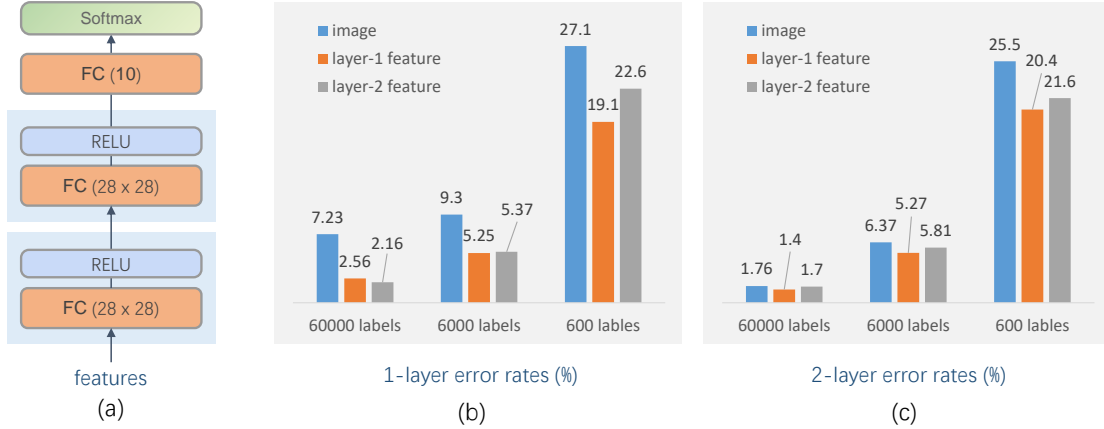 Softmax
FC (10)
RELU
FC (28 x 28)
RELU
FC (28 x 28)
features
(a)
image
layer-1 feature
layer-2 feature
7.23
2.56
2.16
9.3
5.25
5.37
27.1
19.1
22.6
60000 labels
6000 labels
600 lables
1-layer error rates (%)
(b)
image
layer-1 feature
layer-2 feature
1.76
1.4
1.7
6.37
5.27
5.81
25.5
20.4
21.6
60000 labels
6000 labels
600 lables
2-layer error rates (%)
(c)